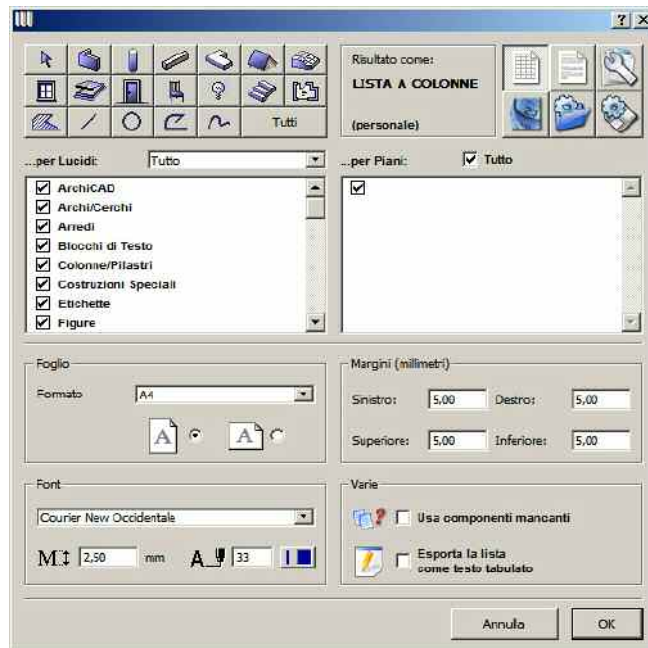 Risultato come:
LISTA A COLONNE
(personale)
Tutti
...per Lucidi:
Tutto
...per Piani:
Tutto
ArchiCAD
Archi/Cerchi
Arredi
Blocchi di Testo
Colonne/Pilastri
Costruzioni Speciali
Etichette
Figure
Foglio
Formato
A4
A
A
Margini (millimetri)
Sinistro:
5,00
Destro:
5,00
Superiore:
5,00
Inferiore:
5,00
Font
Courier New Occidentale
M
2,50
mm
A
33
Varie
Usa componenti mancanti
Esporta la lista
come testo tabulato
Annulla
OK